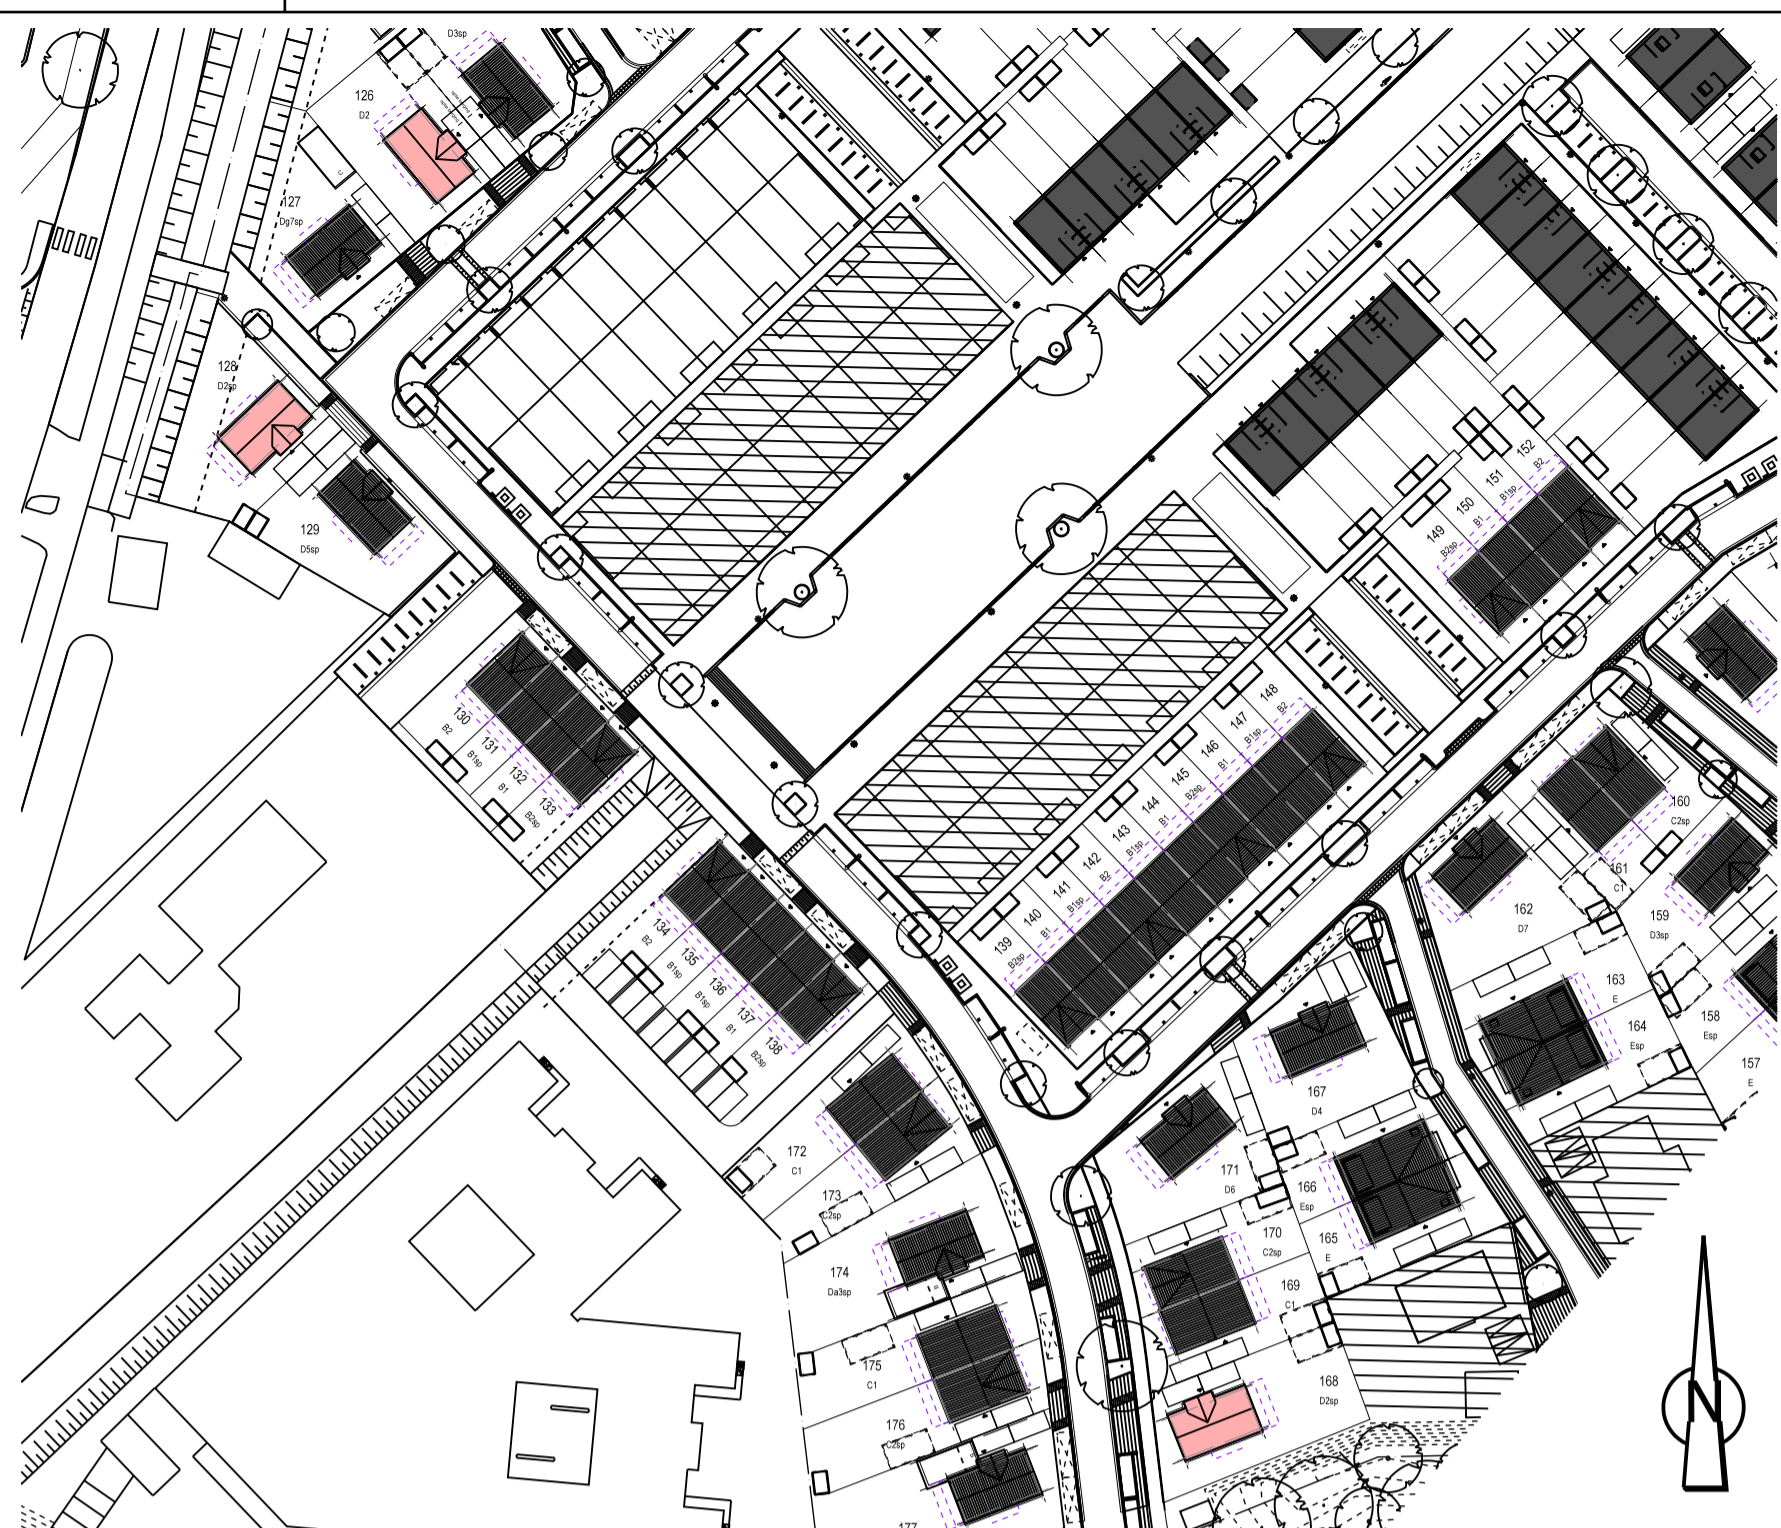 D3sp
126
D2
127
Dg7sp
128
D2sp
129
D5sp
130
B2
131
B1sp
132
B1
133
B2sp
134
B2
135
B1sp
136
B1sp
137
B1
138
B2sp
139
B2sp
140
B1
141
B1sp
142
B2
143
B1sp
144
B1
145
B2sp
146
B1
147
B1sp
148
B2
149
B2sp
150
B1
151
B1sp
152
B2
160
C2sp
161
C1
162
D7
159
D3sp
163
E
164
Esp
158
Esp
157
E
167
D4
171
D6
166
Esp
165
E
170
C2sp
169
C1
168
D2sp
172
C1
173
C2sp
174
Da3sp
175
C1
176
C2sp
177
N